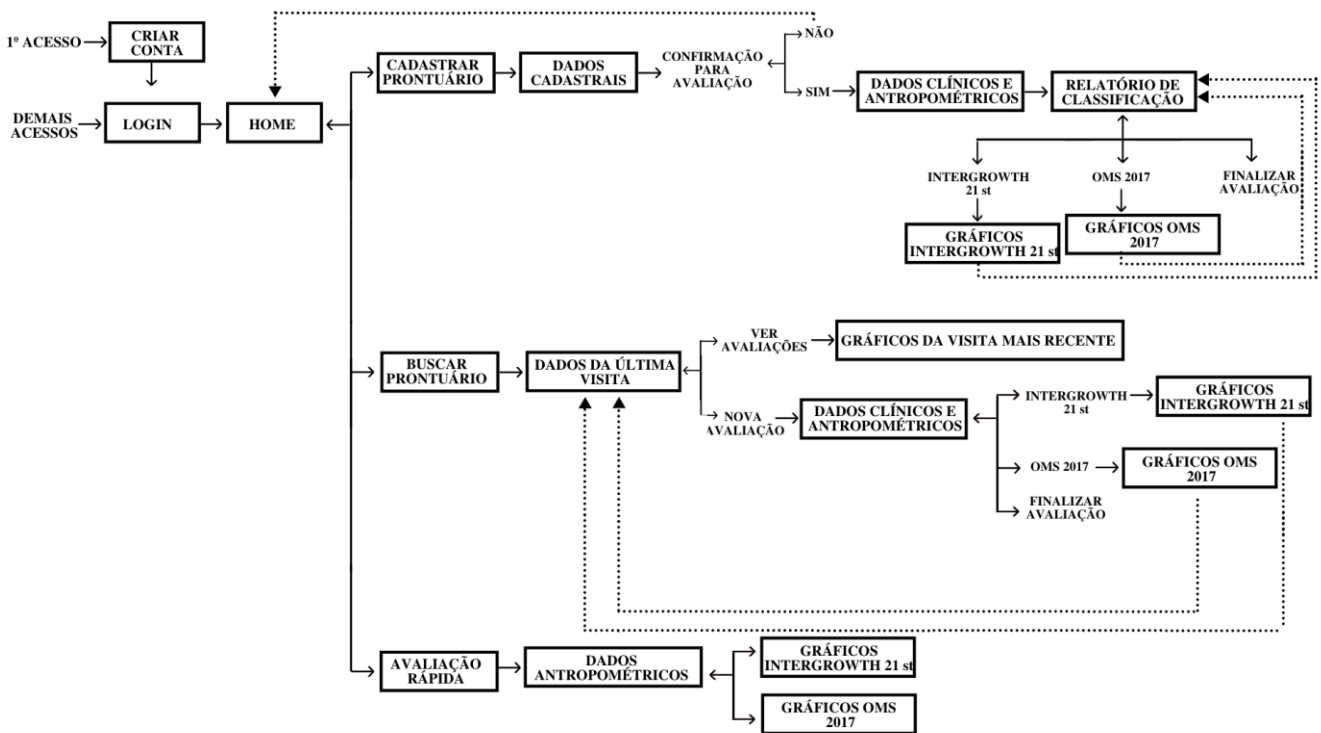 1º ACESSO
CRIAR
CONTA
DEMAIS
ACESSOS
LOGIN
HOME
CADASTRAR
PRONTUÁRIO
DADOS
CADASTRAIS
CONFIRMAÇÃO
PARA
AVALIAÇÃO
NÃO
SIM
DADOS CLÍNICOS E
ANTROPOMÉTRICOS
RELATÓRIO DE
CLASSIFICAÇÃO
INTERGROWTH
21 st
OMS 2017
FINALIZAR
AVALIAÇÃO
GRÁFICOS
INTERGROWTH 21 st
GRÁFICOS OMS
2017
BUSCAR
PRONTUÁRIO
DADOS DA ÚLTIMA
VISITA
VER
AVALIAÇÕES
GRÁFICOS DA VISITA MAIS RECENTE
NOVA
AVALIAÇÃO
DADOS CLÍNICOS E
ANTROPOMÉTRICOS
INTERGROWTH
21 st
GRÁFICOS
INTERGROWTH 21 st
OMS 2017
GRÁFICOS OMS
2017
FINALIZAR
AVALIAÇÃO
AVALIAÇÃO
RÁPIDA
DADOS
ANTROPOMÉTRICOS
GRÁFICOS
INTERGROWTH 21 st
GRÁFICOS OMS
2017